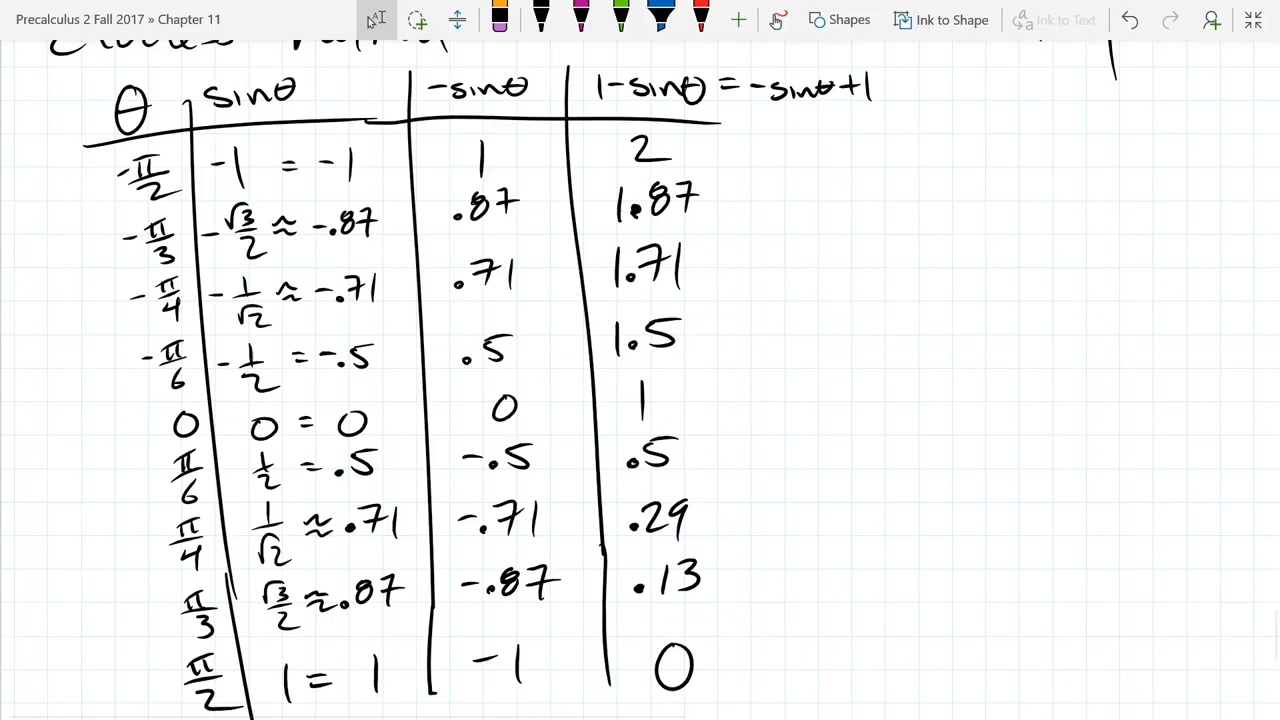 Precalculus 2 Fall 2017 » Chapter 11
Shapes
Ink to Shape
Ink to Text
θ sinθ -sinθ 1-sinθ = -sinθ+1
-π/2 -1 = -1 1 2
-π/3 -√3/2 ≈ -.87 .87 1.87
-π/4 -1/√2 ≈ -.71 .71 1.71
-π/6 -1/2 = -.5 .5 1.5
0 0 = 0 0 1
π/6 1/2 = .5 -.5 .5
π/4 1/√2 ≈ .71 -.71 .29
π/3 √3/2 ≈ .87 -.87 .13
π/2 1 = 1 -1 0